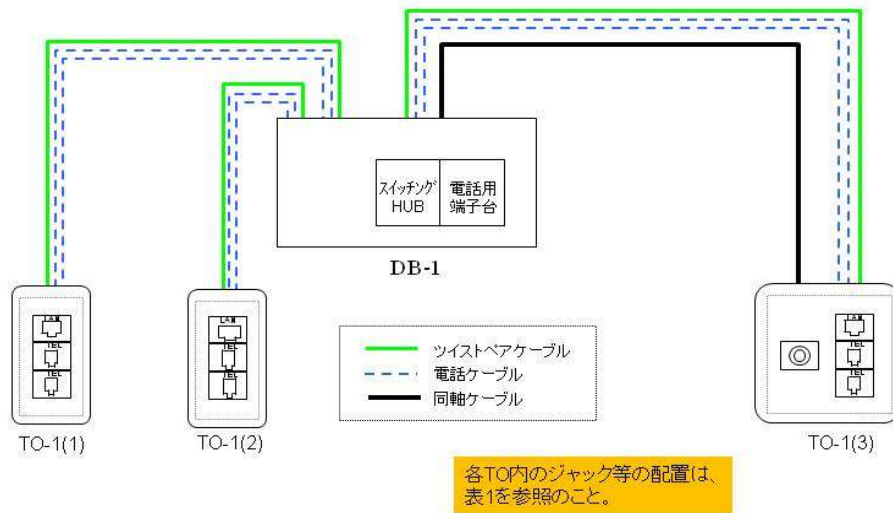 スイッチング
HUB
電話用
端子台
DB-1
LAN
TEL
TEL
TO-1(1)
LAN
TEL
TEL
TO-1(2)
LAN
TEL
TEL
TO-1(3)
ツイストペアケーブル
電話ケーブル
同軸ケーブル
各TO内のジャック等の配置は、
表1を参照のこと。